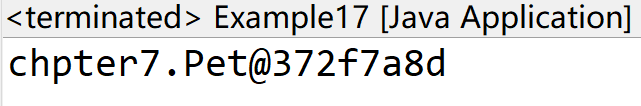 <terminated> Example17 [Java Application]
chpter7.Pet@372f7a8d